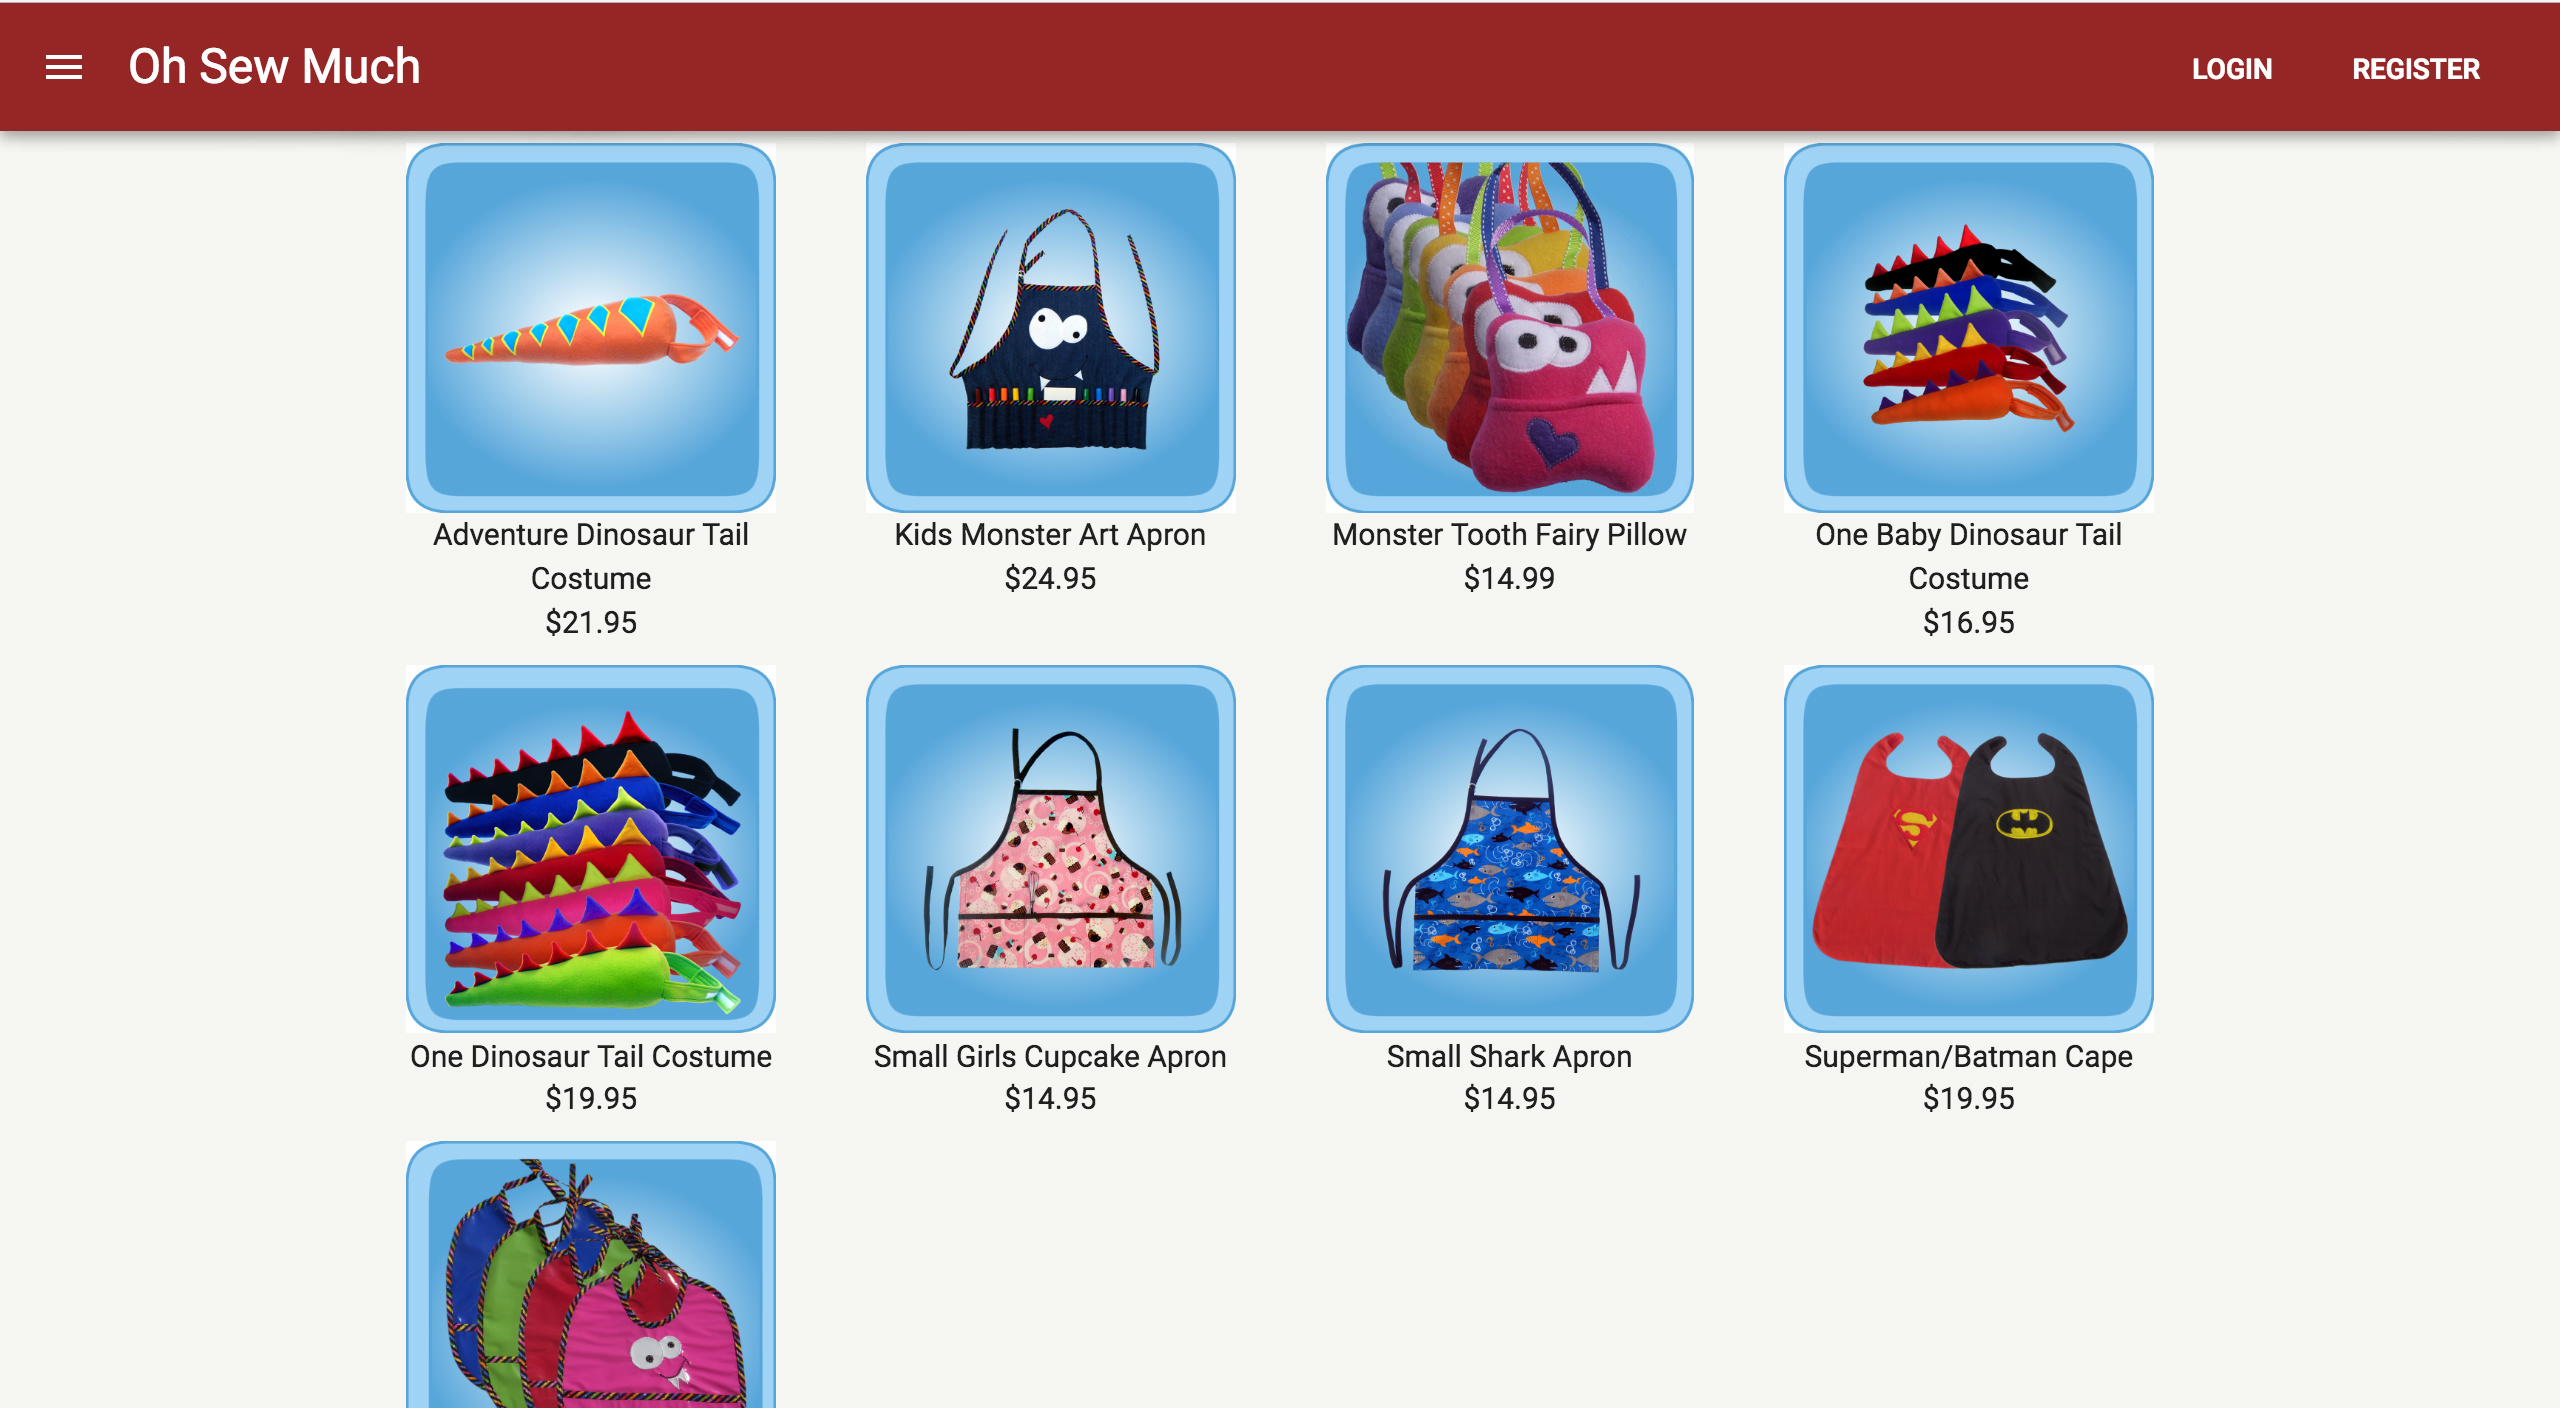 Oh Sew Much
LOGIN
REGISTER
Adventure Dinosaur Tail
Costume
$21.95
Kids Monster Art Apron
$24.95
Monster Tooth Fairy Pillow
$14.99
One Baby Dinosaur Tail
Costume
$16.95
One Dinosaur Tail Costume
$19.95
Small Girls Cupcake Apron
$14.95
Small Shark Apron
$14.95
Superman/Batman Cape
$19.95